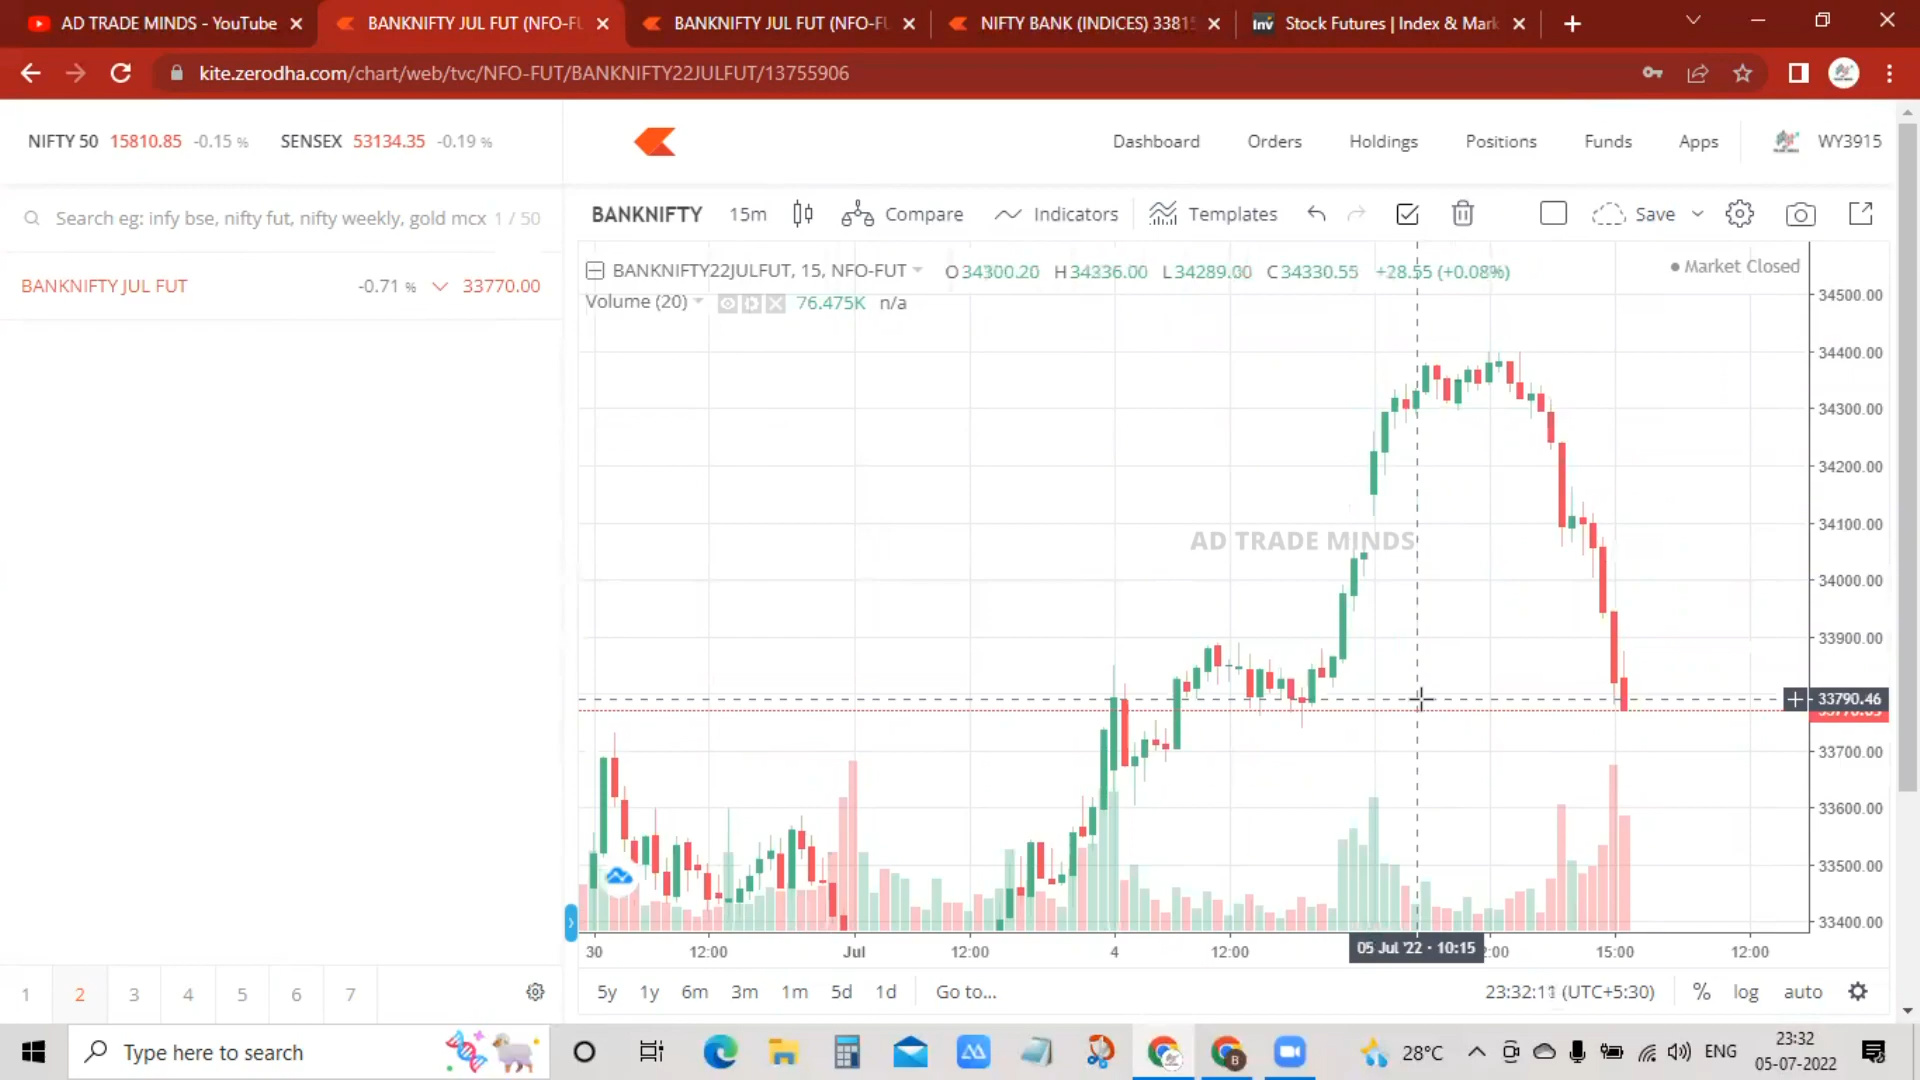 AD TRADE MINDS - YouTube
BANKNIFTY JUL FUT (NFO-FU
BANKNIFTY JUL FUT (NFO-FU
NIFTY BANK (INDICES) 33815
Stock Futures | Index & Mark
kite.zerodha.com/chart/web/tvc/NFO-FUT/BANKNIFTY22JULFUT/13755906
NIFTY 50 15810.85 -0.15 % SENSEX 53134.35 -0.19 %
Dashboard Orders Holdings Positions Funds Apps WY3915
Search eg: infy bse, nifty fut, nifty weekly, gold mcx 1 / 50
BANKNIFTY 15m Compare Indicators Templates Save
BANKNIFTY JUL FUT -0.71 % 33770.00
BANKNIFTY22JULFUT, 15, NFO-FUT O34300.20 H34336.00 L34289.00 C34330.55 +28.55 (+0.08%)
Market Closed
Volume (20) 76.475K n/a
34500.00
34400.00
34300.00
34200.00
34100.00
AD TRADE MINDS
34000.00
33900.00
33790.46
33700.00
33600.00
33500.00
33400.00
30 12:00 Jul 12:00 4 12:00 05 Jul '22 - 10:15 2:00 15:00 12:00
1 2 3 4 5 6 7
5y 1y 6m 3m 1m 5d 1d Go to...
(UTC+5:30) % log auto
Type here to search
28°C ENG
23:32
05-07-2022